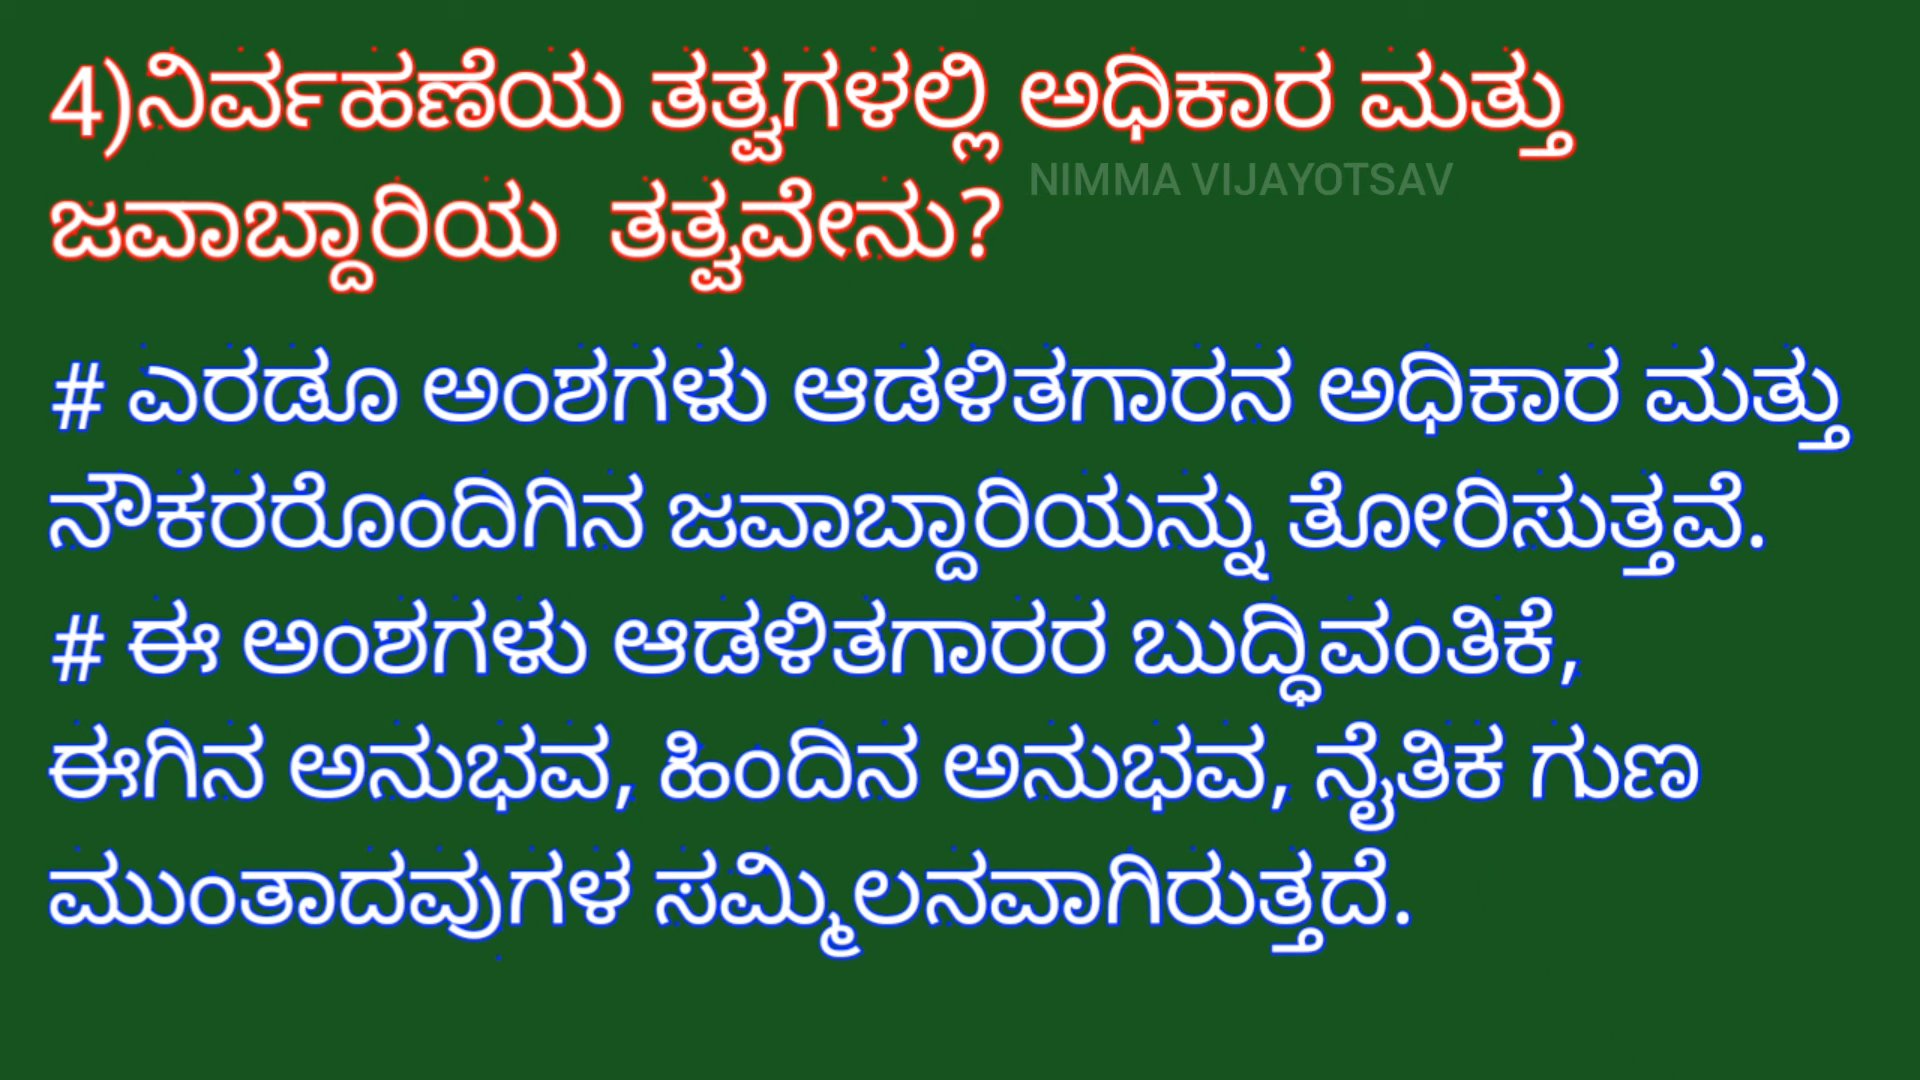 4)ನಿರ್ವಹಣೆಯ ತತ್ವಗಳಲ್ಲಿ ಅಧಿಕಾರ ಮತ್ತು
ಜವಾಬ್ದಾರಿಯ ತತ್ವವೇನು?
NIMMA VIJAYOTSAV
# ಎರಡೂ ಅಂಶಗಳು ಆಡಳಿತಗಾರನ ಅಧಿಕಾರ ಮತ್ತು
ನೌಕರರೊಂದಿಗಿನ ಜವಾಬ್ದಾರಿಯನ್ನು ತೋರಿಸುತ್ತವೆ.
# ಈ ಅಂಶಗಳು ಆಡಳಿತಗಾರರ ಬುದ್ಧಿವಂತಿಕೆ,
ಈಗಿನ ಅನುಭವ, ಹಿಂದಿನ ಅನುಭವ, ನೈತಿಕ ಗುಣ
ಮುಂತಾದವುಗಳ ಸಮ್ಮಿಲನವಾಗಿರುತ್ತದೆ.